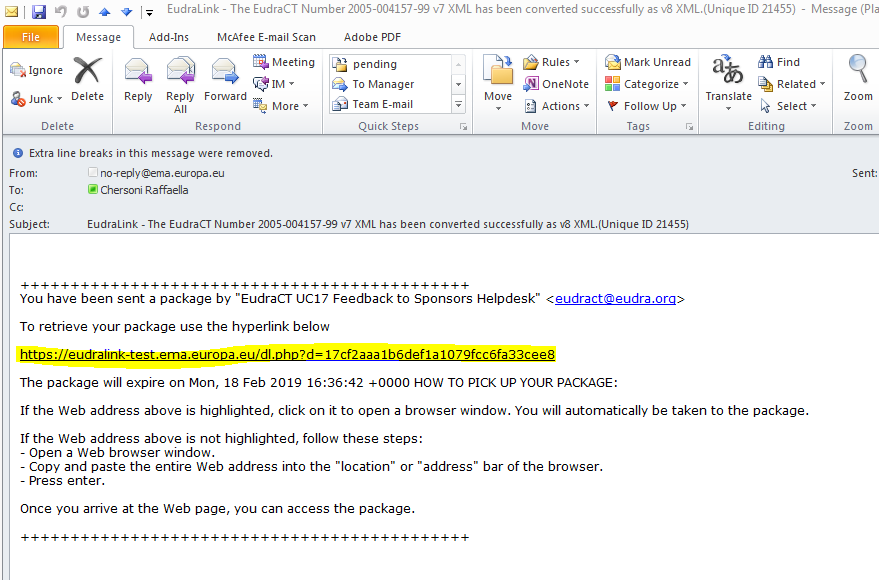 EudraLink - The EudraCT Number 2005-004157-99 v7 XML has been converted successfully as v8 XML.(Unique ID 21455) - Message (Pla
File Message Add-Ins McAfee E-mail Scan Adobe PDF
Ignore
Junk
Delete
Delete
Reply
Reply All
Forward
Meeting
IM
More
Respond
pending
To Manager
Team E-mail
Quick Steps
Move
Rules
OneNote
Actions
Move
Mark Unread
Categorize
Follow Up
Tags
Translate
Find
Related
Select
Editing
Zoom
Zoom
Extra line breaks in this message were removed.
From: no-reply@ema.europa.eu Sent:
To: Chersoni Raffaella
Cc:
Subject: EudraLink - The EudraCT Number 2005-004157-99 v7 XML has been converted successfully as v8 XML.(Unique ID 21455)
+++++++++++++++++++++++++++++++++++++++++++++
You have been sent a package by "EudraCT UC17 Feedback to Sponsors Helpdesk" <eudract@eudra.org>
To retrieve your package use the hyperlink below
https://eudralink-test.ema.europa.eu/dl.php?d=17cf2aaa1b6def1a1079fcc6fa33cee8
The package will expire on Mon, 18 Feb 2019 16:36:42 +0000 HOW TO PICK UP YOUR PACKAGE:
If the Web address above is highlighted, click on it to open a browser window. You will automatically be taken to the package.
If the Web address above is not highlighted, follow these steps:
- Open a Web browser window.
- Copy and paste the entire Web address into the "location" or "address" bar of the browser.
- Press enter.
Once you arrive at the Web page, you can access the package.
+++++++++++++++++++++++++++++++++++++++++++++